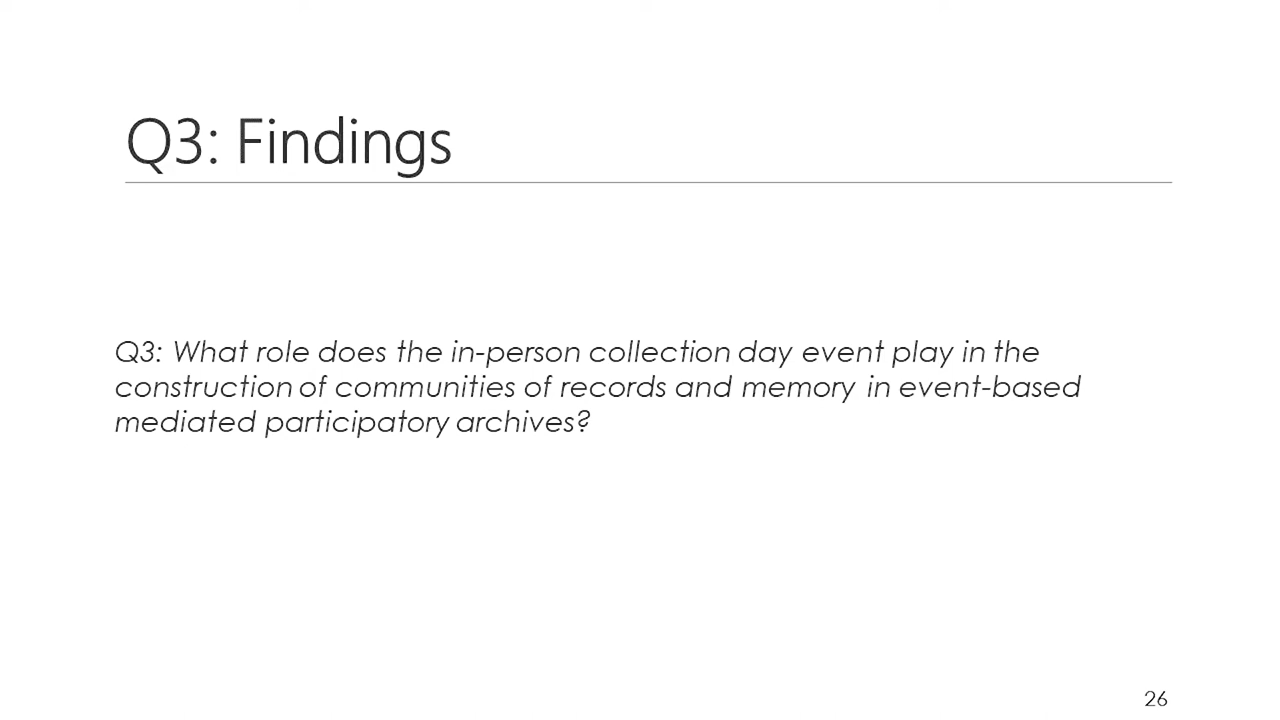 Q3: Findings
Q3: What role does the in-person collection day event play in the
construction of communities of records and memory in event-based
mediated participatory archives?
26